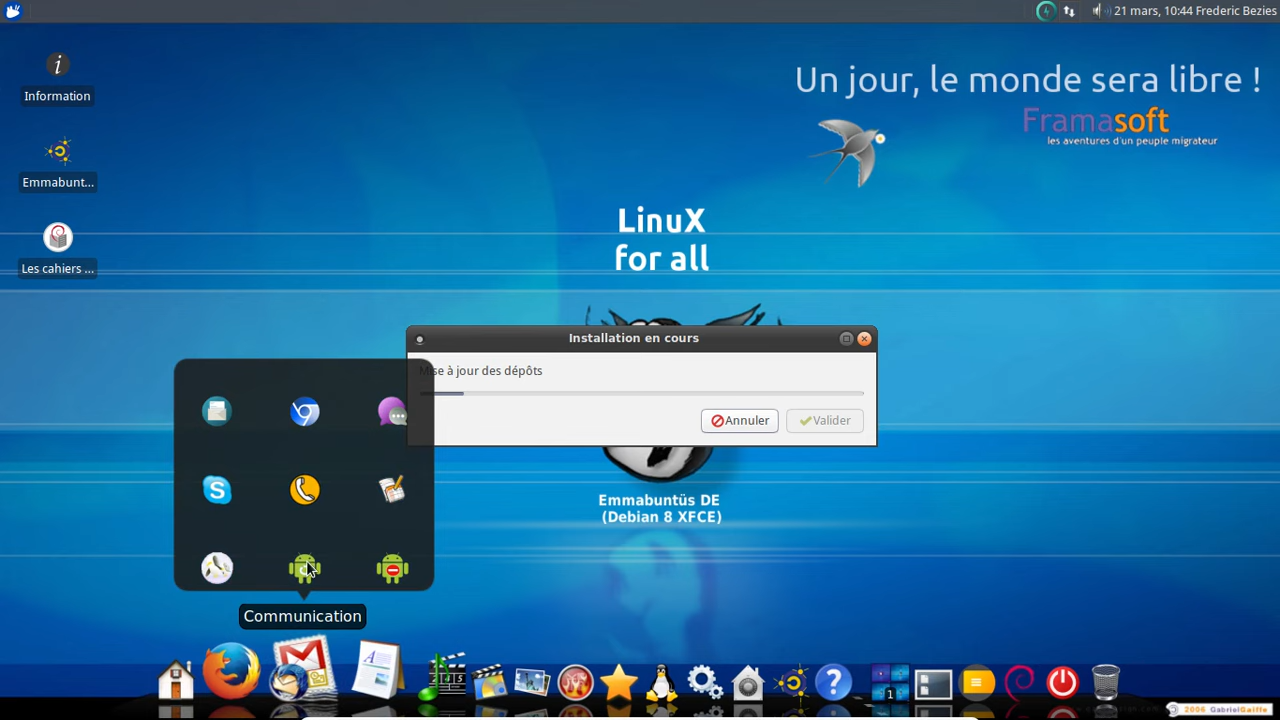 21 mars, 10:44 Frederic Bezies
Information
Emmabunt...
Les cahiers ...
Un jour, le monde sera libre !
Framasoft
les aventures d'un peuple migrateur
LinuX
for all
Installation en cours
Mise à jour des dépôts
Annuler
Valider
Emmabuntüs DE
(Debian 8 XFCE)
Communication
1
2006 GabrielGaiffe